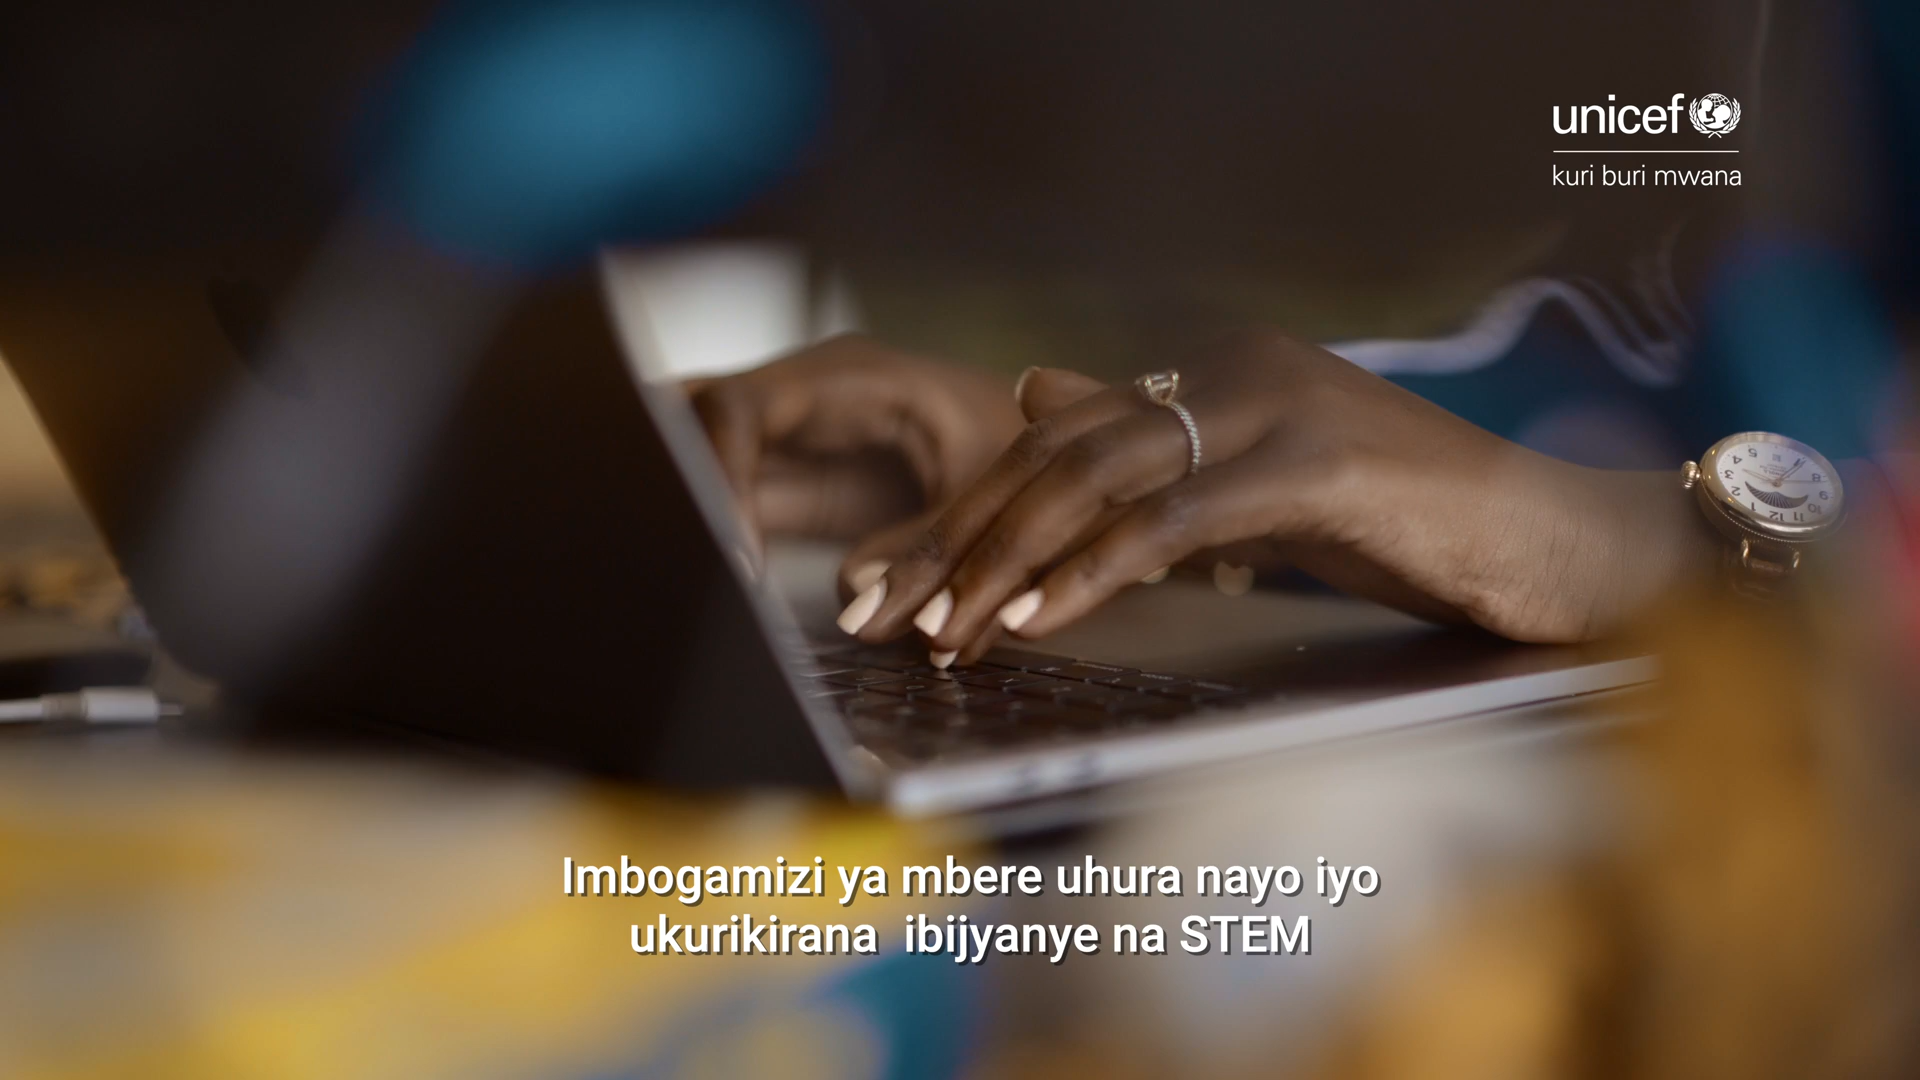 unicef
kuri buri mwana
Imbogamizi ya mbere uhura nayo iyo
ukurikirana ibijyanye na STEM